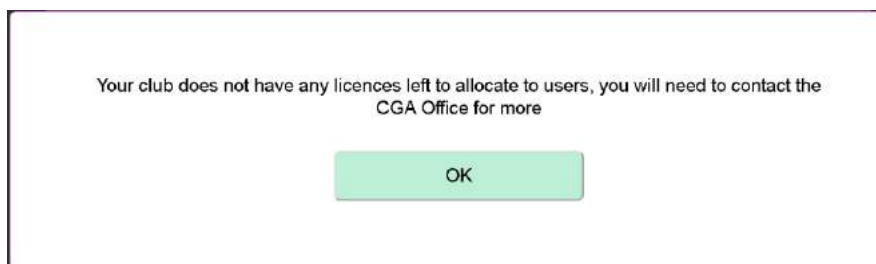 Your club does not have any licences left to allocate to users, you will need to contact the
CGA Office for more
OK